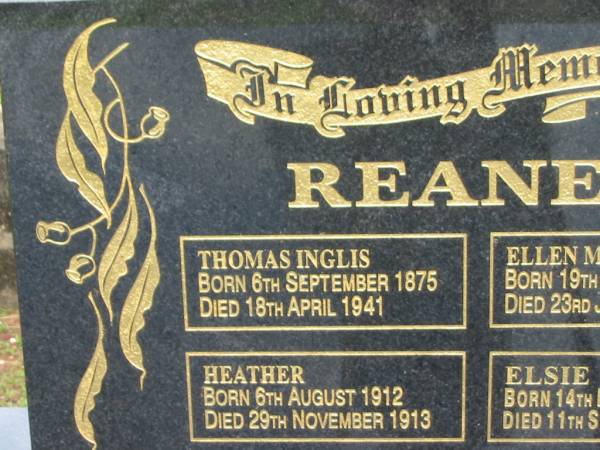 In Loving Memo
REANE
THOMAS INGLIS
BORN 6TH SEPTEMBER 1875
DIED 18TH APRIL 1941
ELLEN M
BORN 19TH
DIED 23RD J
HEATHER
BORN 6TH AUGUST 1912
DIED 29TH NOVEMBER 1913
ELSIE
BORN 14TH
DIED 11TH S